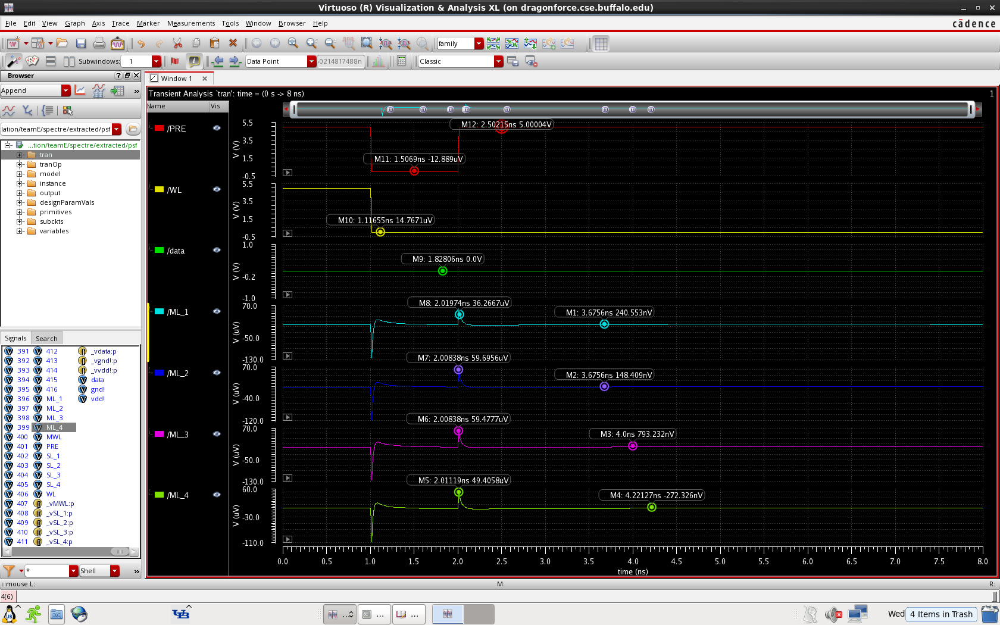 Virtuoso (R) Visualization & Analysis XL (on dragonforce.cse.buffalo.edu)
File Edit View Graph Axis Trace Marker Measurements Tools Window Browser Help
cādence
family
Subwindows: 1
Data Point
0214817488n
Classic
Browser
Append
lation/teamE/spectre/extracted/psf
...tion/teamE/spectre/extracted/psf
tran
tranOp
model
instance
output
designParamVals
primitives
subckts
variables
Signals Search
391 412 _vdata:p
392 413 _vgnd!:p
393 414 _vvdd!:p
394 415 data
395 416 gnd!
396 ML_1 vdd!
397 ML_2
398 ML_3
399 ML_4
400 MWL
401 PRE
402 SL_1
403 SL_2
404 SL_3
405 SL_4
406 WL
407 _vMWL:p
408 _vSL_1:p
409 _vSL_2:p
410 _vSL_3:p
411 _vSL_4:p
* Shell
Window 1
Transient Analysis `tran': time = (0 s -> 8 ns)
1
Name Vis
/PRE
V (V)
5.5
3.5
1.5
-0.5
M12: 2.50215ns 5.00004V
M11: 1.5069ns -12.889uV
/WL
V (V)
5.5
3.5
1.5
-0.5
M10: 1.11655ns 14.7671uV
/data
V (V)
1.0
-0.2
-1.0
M9: 1.82806ns 0.0V
/ML_1
V (uV)
70.0
-50.0
-130.0
M8: 2.01974ns 36.2667uV
M1: 3.6756ns 240.553nV
/ML_2
V (uV)
70.0
-40.0
-120.0
M7: 2.00838ns 59.6956uV
M2: 3.6756ns 148.409nV
/ML_3
V (uV)
70.0
-50.0
-130.0
M6: 2.00838ns 59.4777uV
M3: 4.0ns 793.232nV
/ML_4
V (uV)
60.0
-30.0
-110.0
M5: 2.01119ns 49.4058uV
M4: 4.22127ns -272.326nV
0.0 0.5 1.0 1.5 2.0 2.5 3.0 3.5 4.0 4.5 5.0 5.5 6.0 6.5 7.0 7.5 8.0
time (ns)
mouse L: M: R:
4(6)
UB
... ... ...
Wed 4 Items in Trash